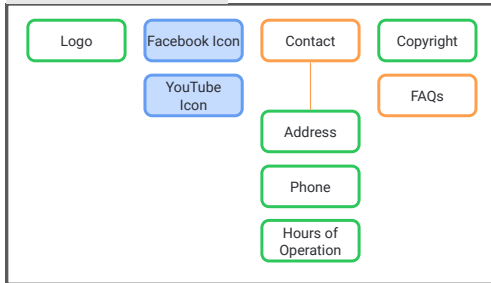 Logo
Facebook Icon
Contact
Copyright
YouTube
Icon
FAQs
Address
Phone
Hours of
Operation